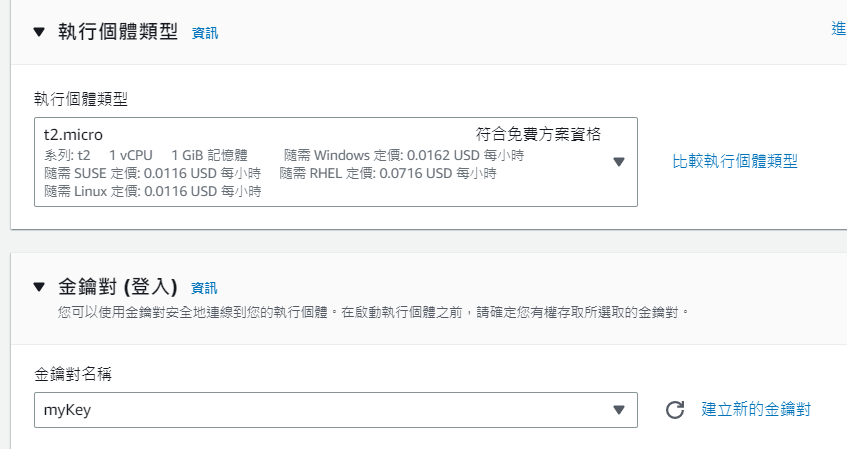 執行個體類型 資訊
進
執行個體類型
t2.micro 符合免費方案資格
系列: t2 1 vCPU 1 GiB 記憶體 隨需 Windows 定價: 0.0162 USD 每小時
隨需 SUSE 定價: 0.0116 USD 每小時 隨需 RHEL 定價: 0.0716 USD 每小時
隨需 Linux 定價: 0.0116 USD 每小時
比較執行個體類型
金鑰對 (登入) 資訊
您可以使用金鑰對安全地連線到您的執行個體。在啟動執行個體之前，請確定您有權存取所選取的金鑰對。
金鑰對名稱
myKey
建立新的金鑰對